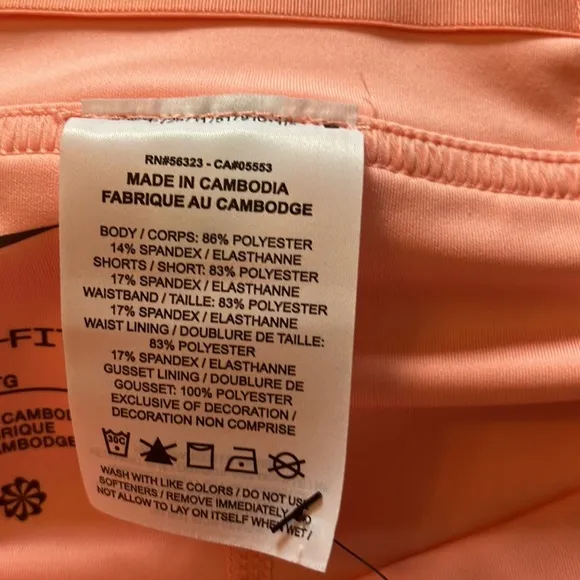 RN#56323 - CA#05553
MADE IN CAMBODIA
FABRIQUE AU CAMBODGE
BODY / CORPS: 86% POLYESTER
14% SPANDEX / ELASTHANNE
SHORTS / SHORT: 83% POLYESTER
17% SPANDEX / ELASTHANNE
WAISTBAND / TAILLE: 83% POLYESTER
17% SPANDEX / ELASTHANNE
WAIST LINING / DOUBLURE DE TAILLE:
83% POLYESTER
17% SPANDEX / ELASTHANNE
GUSSET LINING / DOUBLURE DE
GOUSSET: 100% POLYESTER
EXCLUSIVE OF DECORATION /
DECORATION NON COMPRISE
30C
WASH WITH LIKE COLORS / DO NOT USE
SOFTENERS / REMOVE IMMEDIATELY
NOT ALLOW TO LAY ON ITSELF WHEN WET /
-FIT
TG
CAMBO
RIQUE
AMBODGE